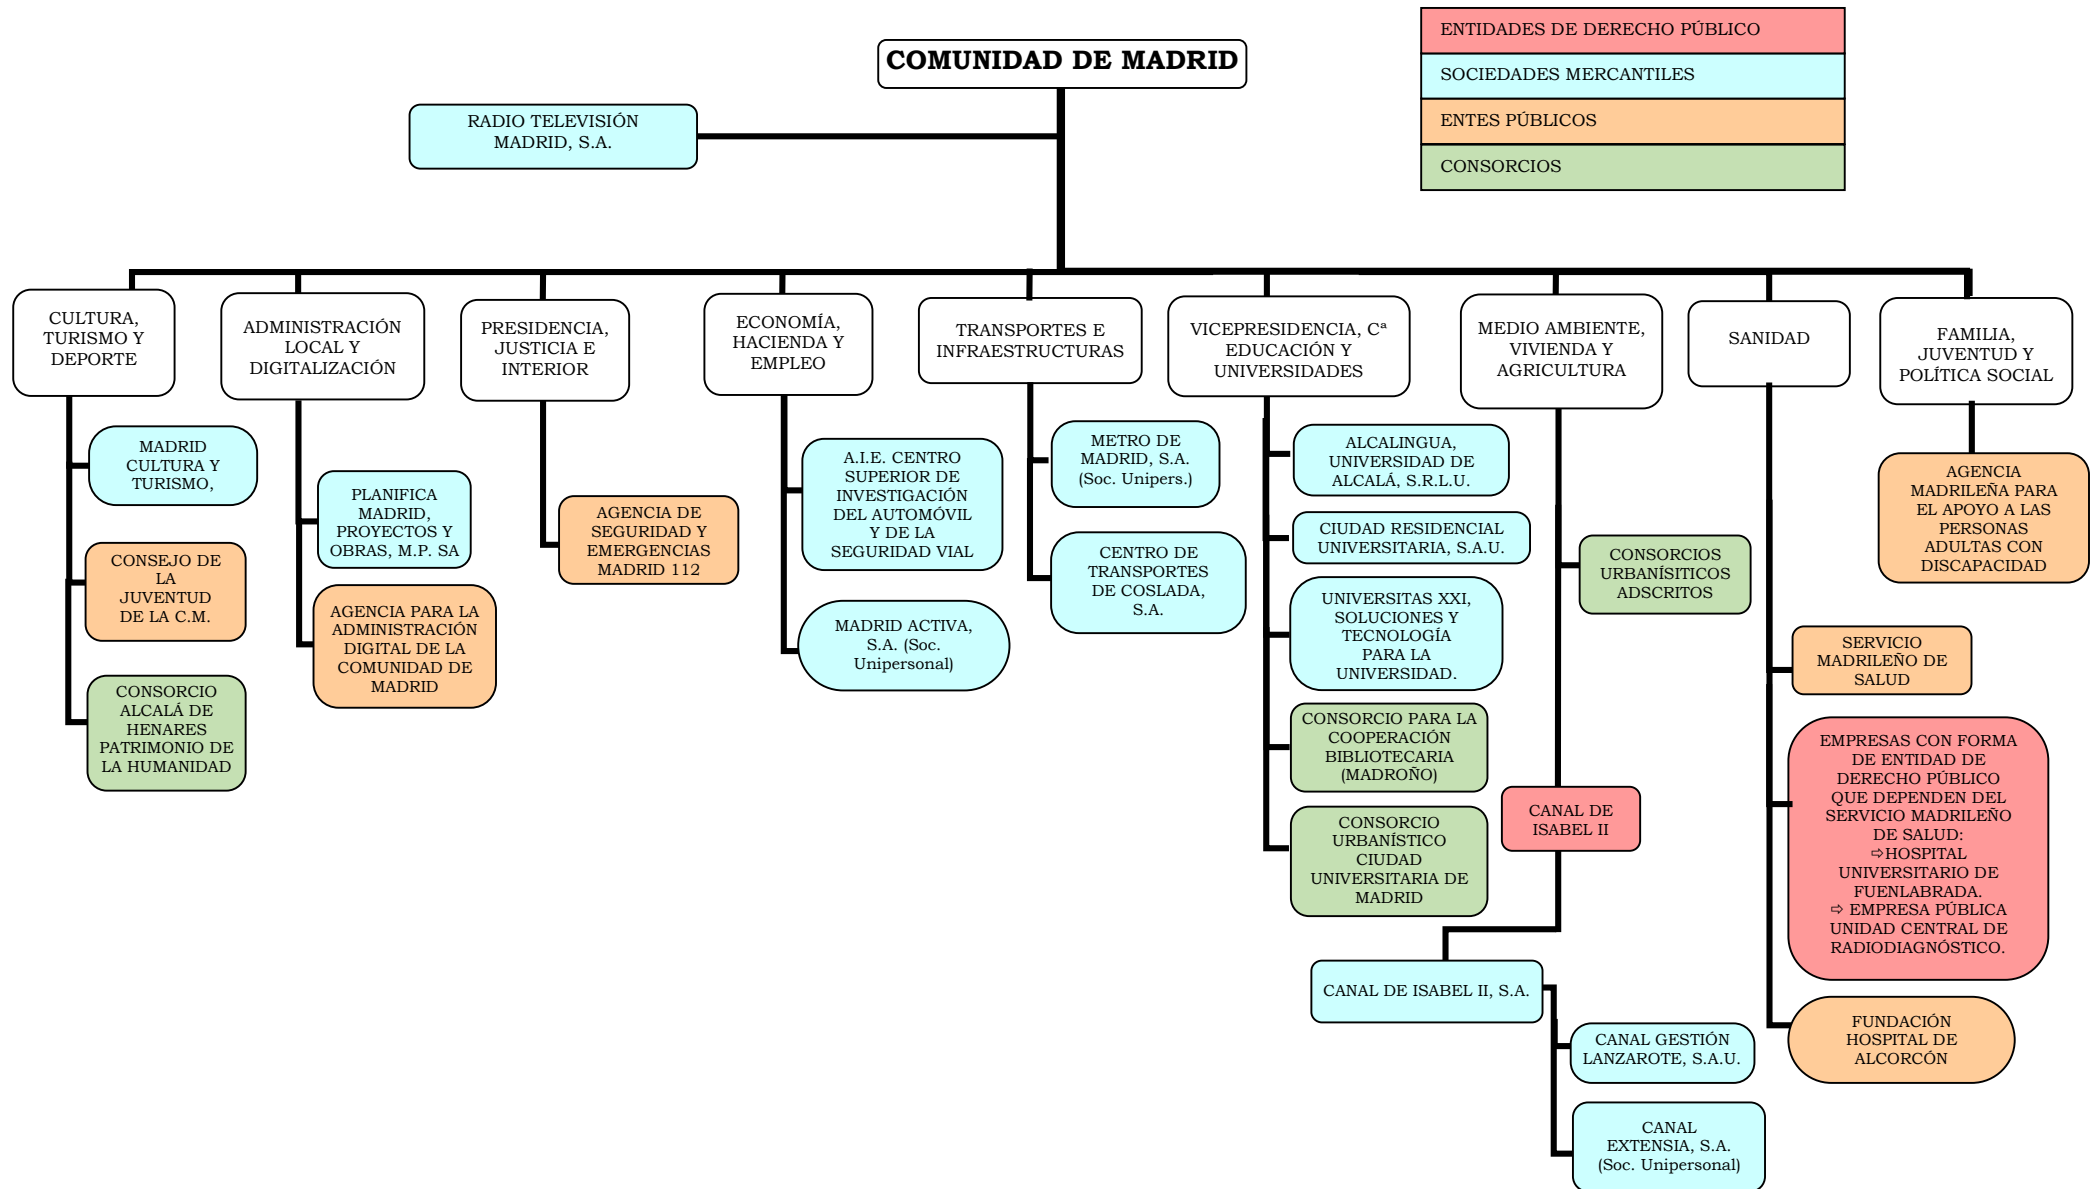 COMUNIDAD DE MADRID
ENTIDADES DE DERECHO PÚBLICO
SOCIEDADES MERCANTILES
ENTES PÚBLICOS
CONSORCIOS
RADIO TELEVISIÓN
MADRID, S.A.
CULTURA,
TURISMO Y
DEPORTE
ADMINISTRACIÓN
LOCAL Y
DIGITALIZACIÓN
PRESIDENCIA,
JUSTICIA E
INTERIOR
ECONOMÍA,
HACIENDA Y
EMPLEO
TRANSPORTES E
INFRAESTRUCTURAS
VICEPRESIDENCIA, Cª
EDUCACIÓN Y
UNIVERSIDADES
MEDIO AMBIENTE,
VIVIENDA Y
AGRICULTURA
SANIDAD
FAMILIA,
JUVENTUD Y
POLÍTICA SOCIAL
MADRID
CULTURA Y
TURISMO,
CONSEJO DE
LA
JUVENTUD
DE LA C.M.
CONSORCIO
ALCALÁ DE
HENARES
PATRIMONIO DE
LA HUMANIDAD
PLANIFICA
MADRID,
PROYECTOS Y
OBRAS, M.P. SA
AGENCIA PARA LA
ADMINISTRACIÓN
DIGITAL DE LA
COMUNIDAD DE
MADRID
AGENCIA DE
SEGURIDAD Y
EMERGENCIAS
MADRID 112
A.I.E. CENTRO
SUPERIOR DE
INVESTIGACIÓN
DEL AUTOMÓVIL
Y DE LA
SEGURIDAD VIAL
MADRID ACTIVA,
S.A. (Soc.
Unipersonal)
METRO DE
MADRID, S.A.
(Soc. Unipers.)
CENTRO DE
TRANSPORTES
DE COSLADA,
S.A.
ALCALINGUA,
UNIVERSIDAD DE
ALCALÁ, S.R.L.U.
CIUDAD RESIDENCIAL
UNIVERSITARIA, S.A.U.
UNIVERSITAS XXI,
SOLUCIONES Y
TECNOLOGÍA
PARA LA
UNIVERSIDAD.
CONSORCIO PARA LA
COOPERACIÓN
BIBLIOTECARIA
(MADROÑO)
CONSORCIO
URBANÍSTICO
CIUDAD
UNIVERSITARIA DE
MADRID
CONSORCIOS
URBANÍSITICOS
ADSCRITOS
CANAL DE
ISABEL II
CANAL DE ISABEL II, S.A.
CANAL GESTIÓN
LANZAROTE, S.A.U.
CANAL
EXTENSIA, S.A.
(Soc. Unipersonal)
SERVICIO
MADRILEÑO DE
SALUD
EMPRESAS CON FORMA
DE ENTIDAD DE
DERECHO PÚBLICO
QUE DEPENDEN DEL
SERVICIO MADRILEÑO
DE SALUD:
⇨HOSPITAL
UNIVERSITARIO DE
FUENLABRADA.
⇨ EMPRESA PÚBLICA
UNIDAD CENTRAL DE
RADIODIAGNÓSTICO.
FUNDACIÓN
HOSPITAL DE
ALCORCÓN
AGENCIA
MADRILEÑA PARA
EL APOYO A LAS
PERSONAS
ADULTAS CON
DISCAPACIDAD